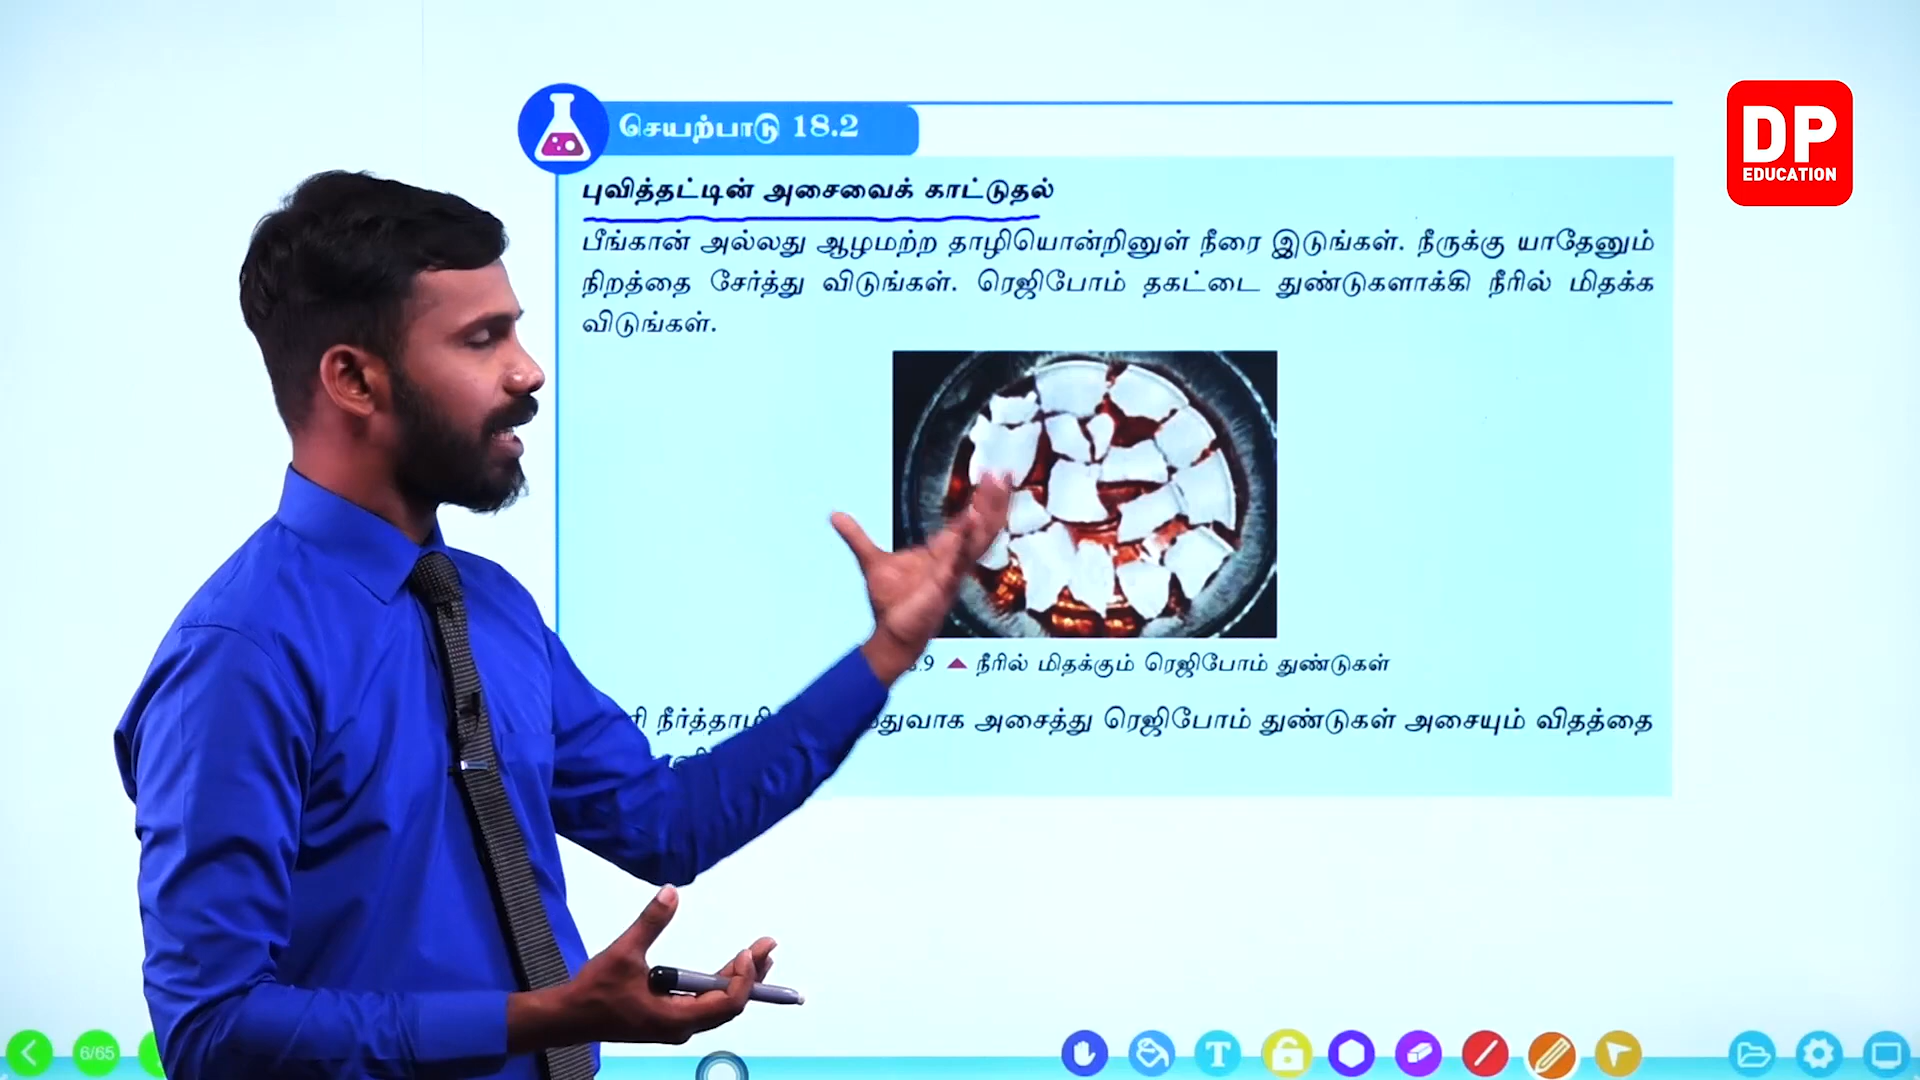 DP
EDUCATION
செயற்பாடு 18.2
புவித்தட்டின் அசைவைக் காட்டுதல்
பீங்கான் அல்லது ஆழமற்ற தாழியொன்றினுள் நீரை இடுங்கள். நீருக்கு யாதேனும்
நிறத்தை சேர்த்து விடுங்கள். ரெஜிபோம் தகட்டை துண்டுகளாக்கி நீரில் மிதக்க
விடுங்கள்.
.9 ▲ நீரில் மிதக்கும் ரெஜிபோம் துண்டுகள்
நீர்த்தாழி அசைத்து ரெஜிபோம் துண்டுகள் அசையும் விதத்தை
6/65
T